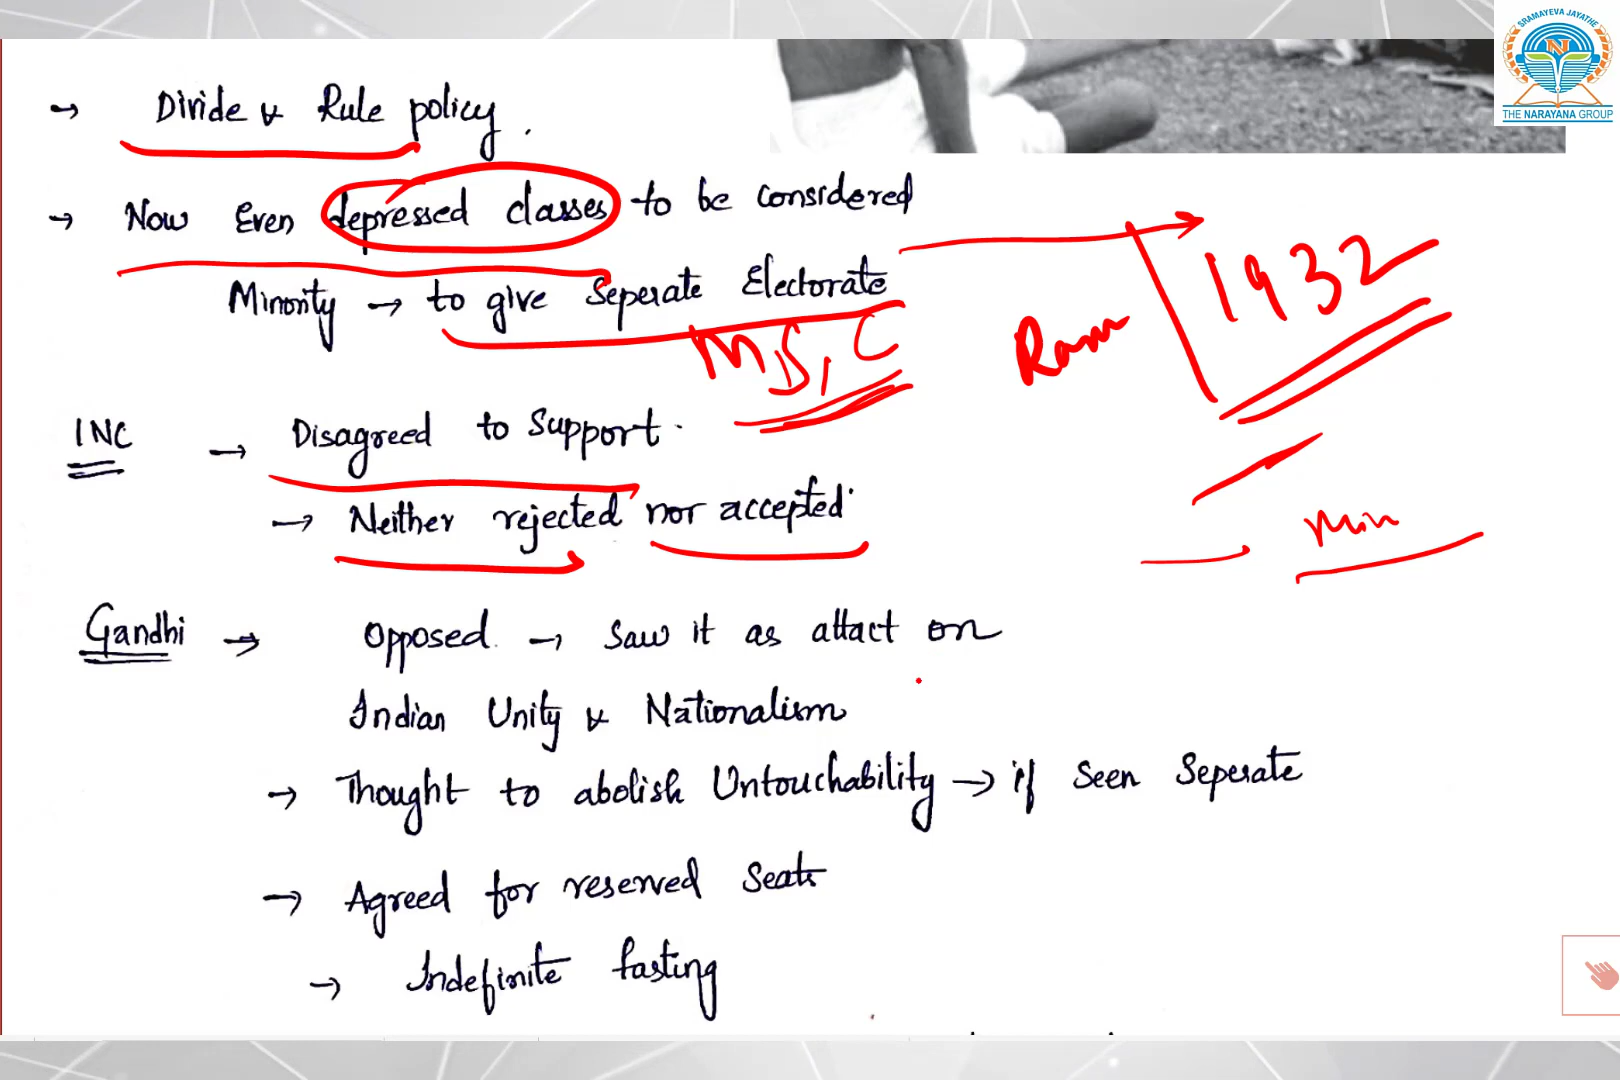 SRAMAYEVA JAYATHE
N
THE NARAYANA GROUP
→ Divide & Rule policy.
→ Now Even depressed classes to be considered
Minority → to give Seperate Electorate
1932
Ram
M, S, C
INC → Disagreed to Support.
→ Neither rejected nor accepted.
Min
Gandhi → Opposed. → Saw it as attact on
Indian Unity & Nationalism
→ Thought to abolish Untouchability → if seen Seperate
→ Agreed for reserved Seats
→ Indefinite fasting